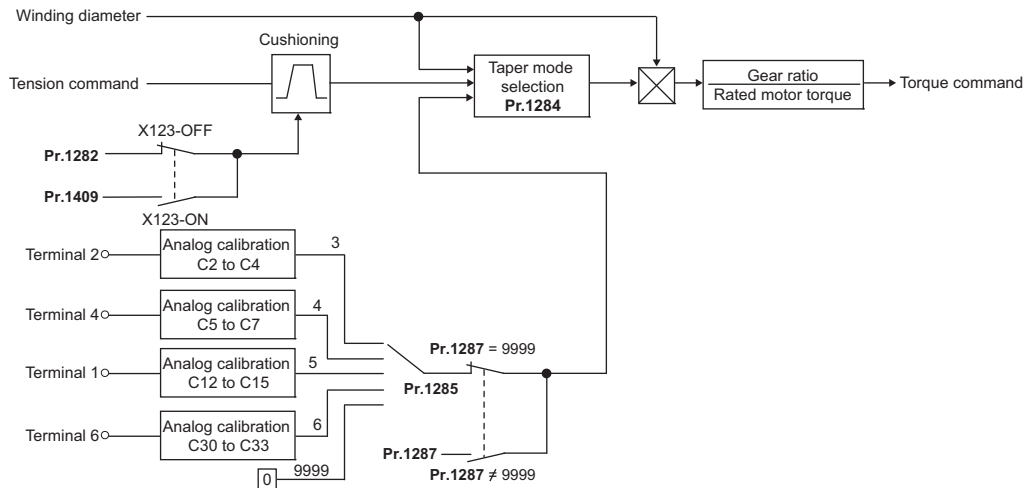 Winding diameter
Cushioning
Tension command
Taper mode
selection
Pr.1284
Gear ratio
Rated motor torque
Torque command
X123-OFF
Pr.1282
Pr.1409
X123-ON
Terminal 2
Analog calibration
C2 to C4
3
Terminal 4
Analog calibration
C5 to C7
4
Terminal 1
Analog calibration
C12 to C15
5
Terminal 6
Analog calibration
C30 to C33
6
0
9999
Pr.1285
Pr.1287 = 9999
Pr.1287
Pr.1287 ≠ 9999